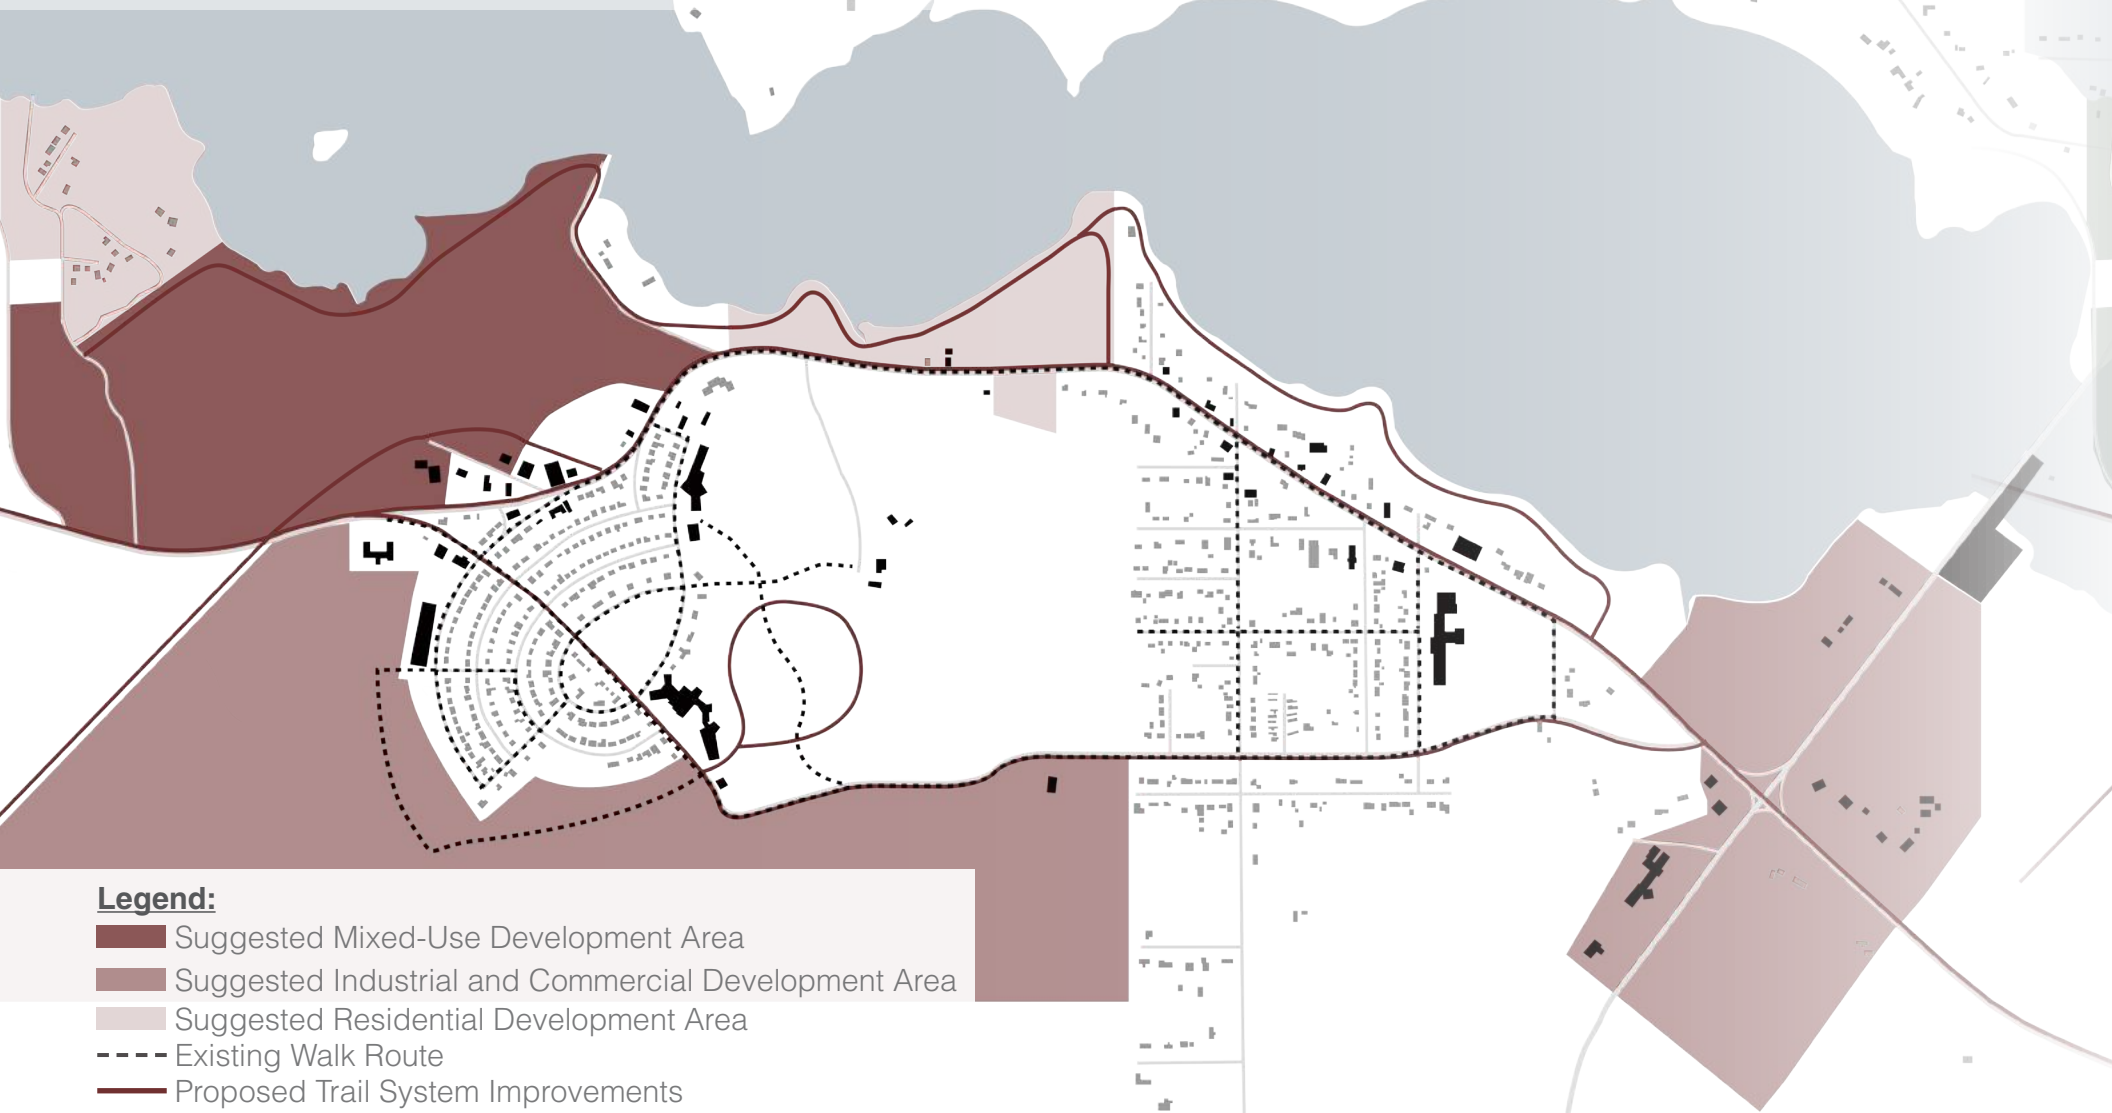 Legend:
Suggested Mixed-Use Development Area
Suggested Industrial and Commercial Development Area
Suggested Residential Development Area
Existing Walk Route
Proposed Trail System Improvements